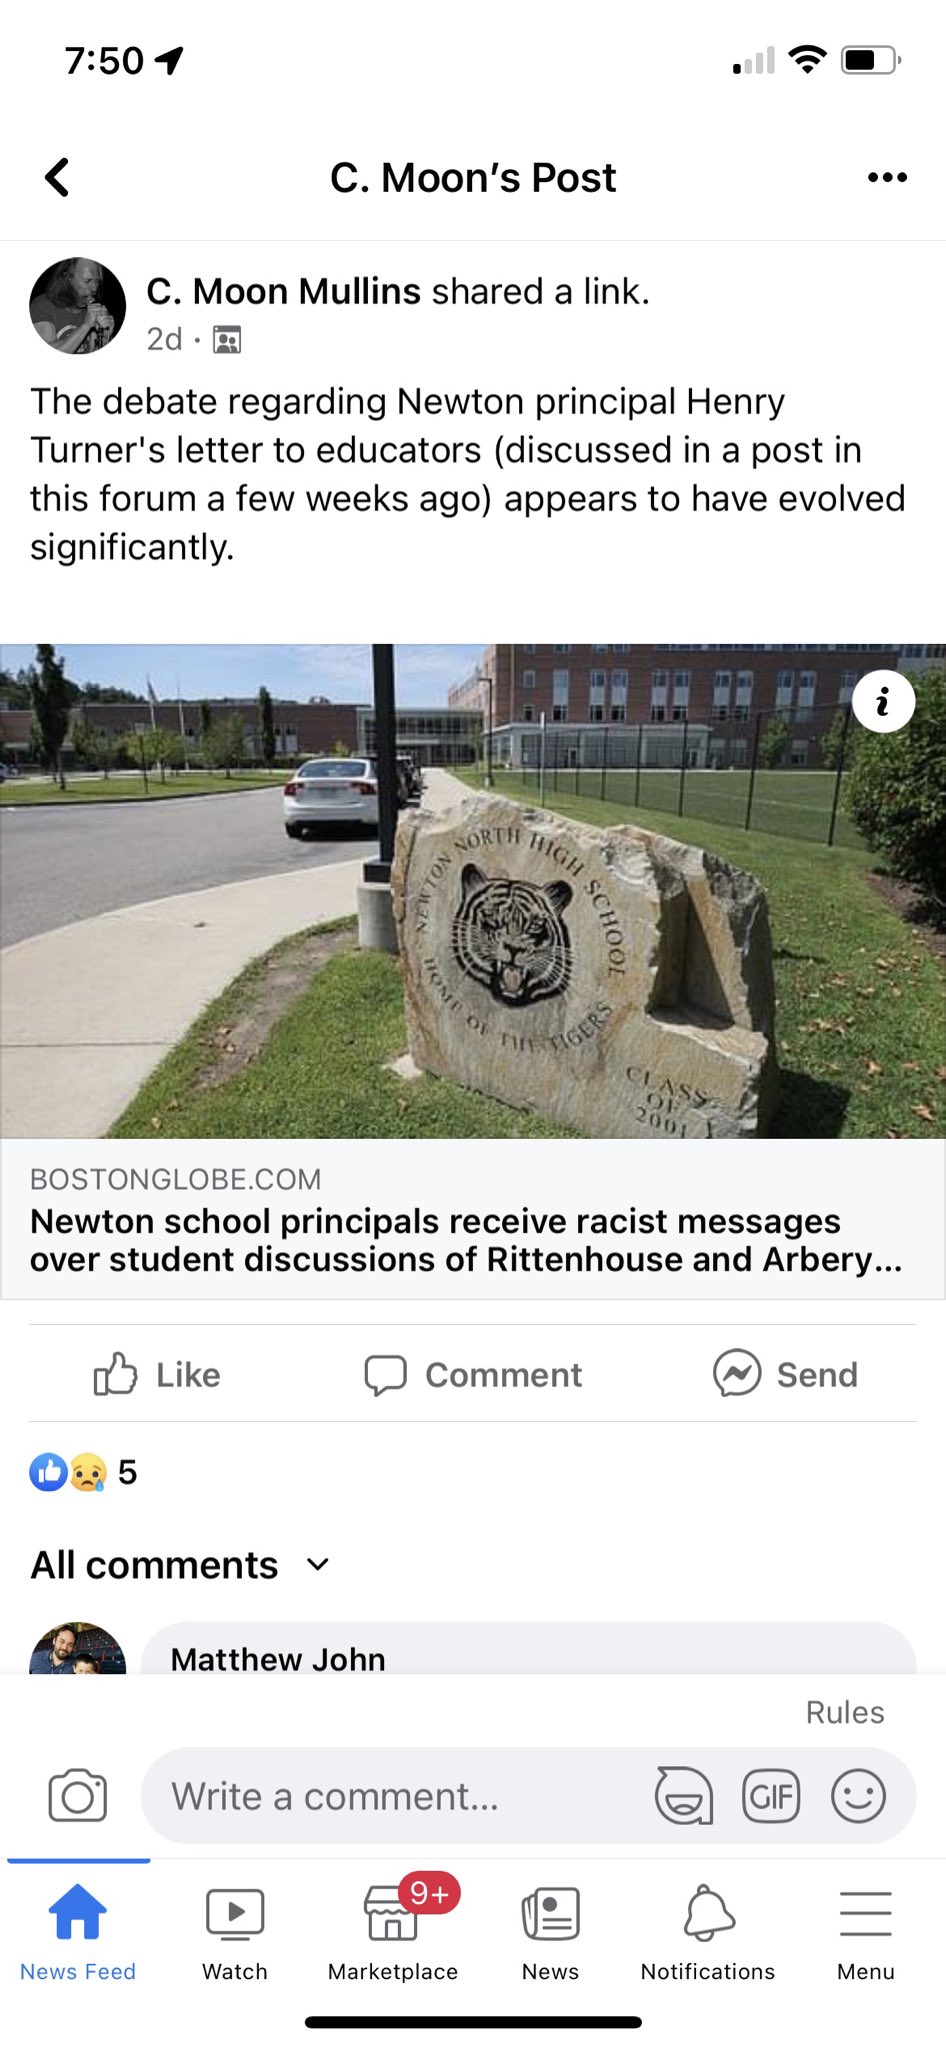 7:50
C. Moon's Post
C. Moon Mullins shared a link.
2d ·
The debate regarding Newton principal Henry
Turner's letter to educators (discussed in a post in
this forum a few weeks ago) appears to have evolved
significantly.
i
NEWTON NORTH HIGH SCHOOL
HOME OF THE TIGERS
CLASS
OF
2001
BOSTONGLOBE.COM
Newton school principals receive racist messages
over student discussions of Rittenhouse and Arbery...
Like Comment Send
5
All comments
Matthew John
Rules
Write a comment... GIF
9+
News Feed Watch Marketplace News Notifications Menu